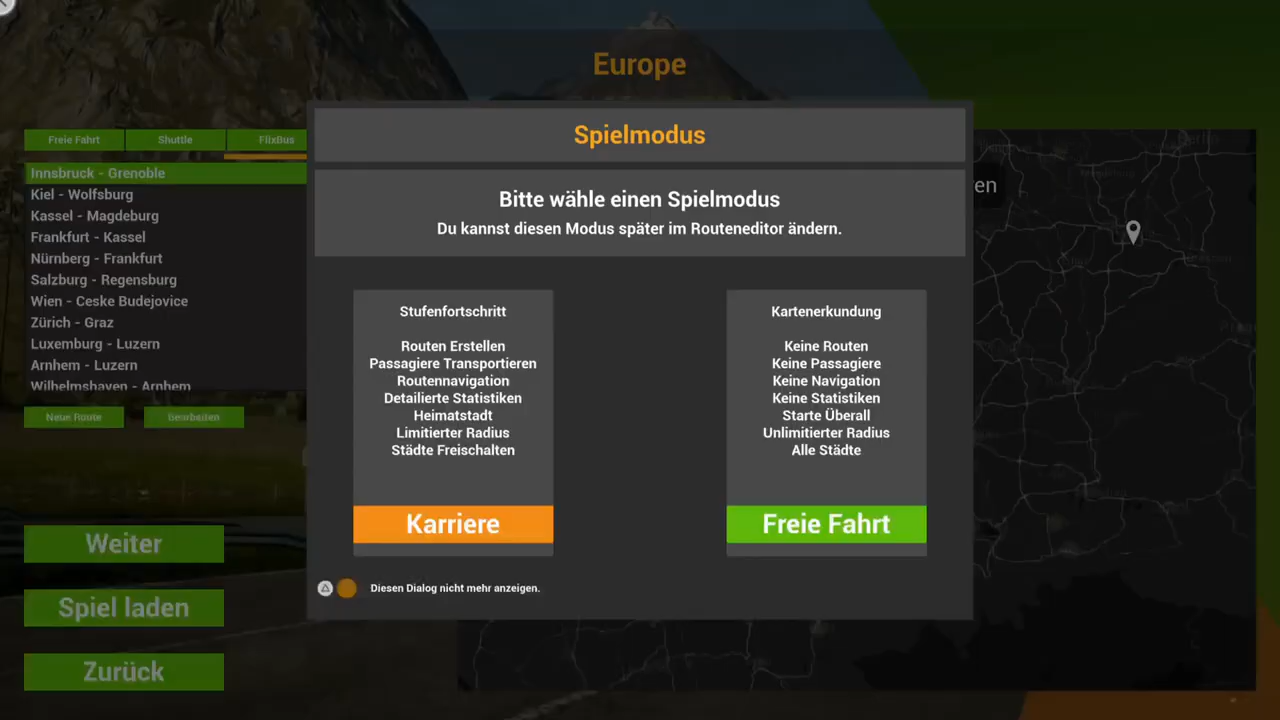 Europe
Freie Fahrt
Shuttle
FlixBus
Innsbruck - Grenoble
Kiel - Wolfsburg
Kassel - Magdeburg
Frankfurt - Kassel
Nürnberg - Frankfurt
Salzburg - Regensburg
Wien - Ceske Budejovice
Zürich - Graz
Luxemburg - Luzern
Arnhem - Luzern
Wilhelmshaven - Arnhem
Neue Route
Bearbeiten
Weiter
Spiel laden
Zurück
Spielmodus
Bitte wähle einen Spielmodus
Du kannst diesen Modus später im Routeneditor ändern.
Stufenfortschritt
Routen Erstellen
Passagiere Transportieren
Routennavigation
Detailierte Statistiken
Heimatstadt
Limitierter Radius
Städte Freischalten
Karriere
Kartenerkundung
Keine Routen
Keine Passagiere
Keine Navigation
Keine Statistiken
Starte Überall
Unlimitierter Radius
Alle Städte
Freie Fahrt
Diesen Dialog nicht mehr anzeigen.
en